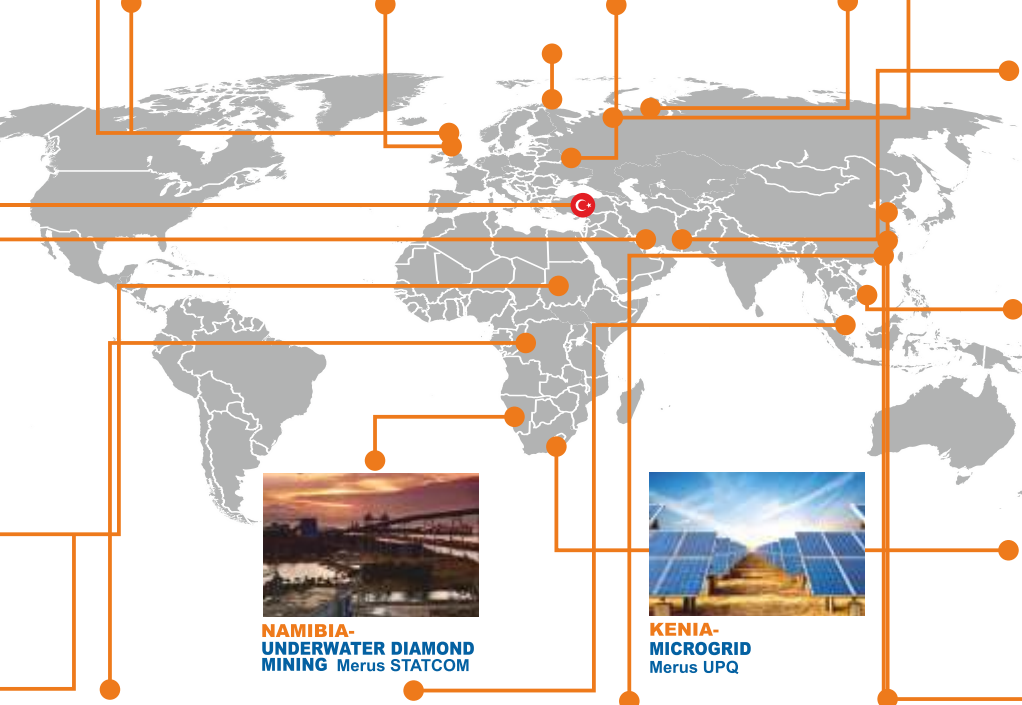 NAMIBIA-
UNDERWATER DIAMOND
MINING Merus STATCOM
KENIA-
MICROGRID
Merus UPQ